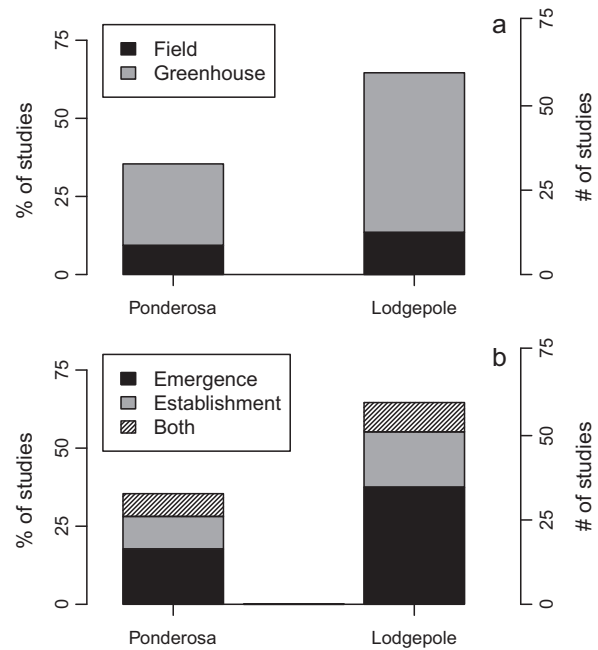 a
Field
Greenhouse
% of studies
0
25
50
75
# of studies
0
25
50
75
Ponderosa
Lodgepole
b
Emergence
Establishment
Both
% of studies
0
25
50
75
# of studies
0
25
50
75
Ponderosa
Lodgepole